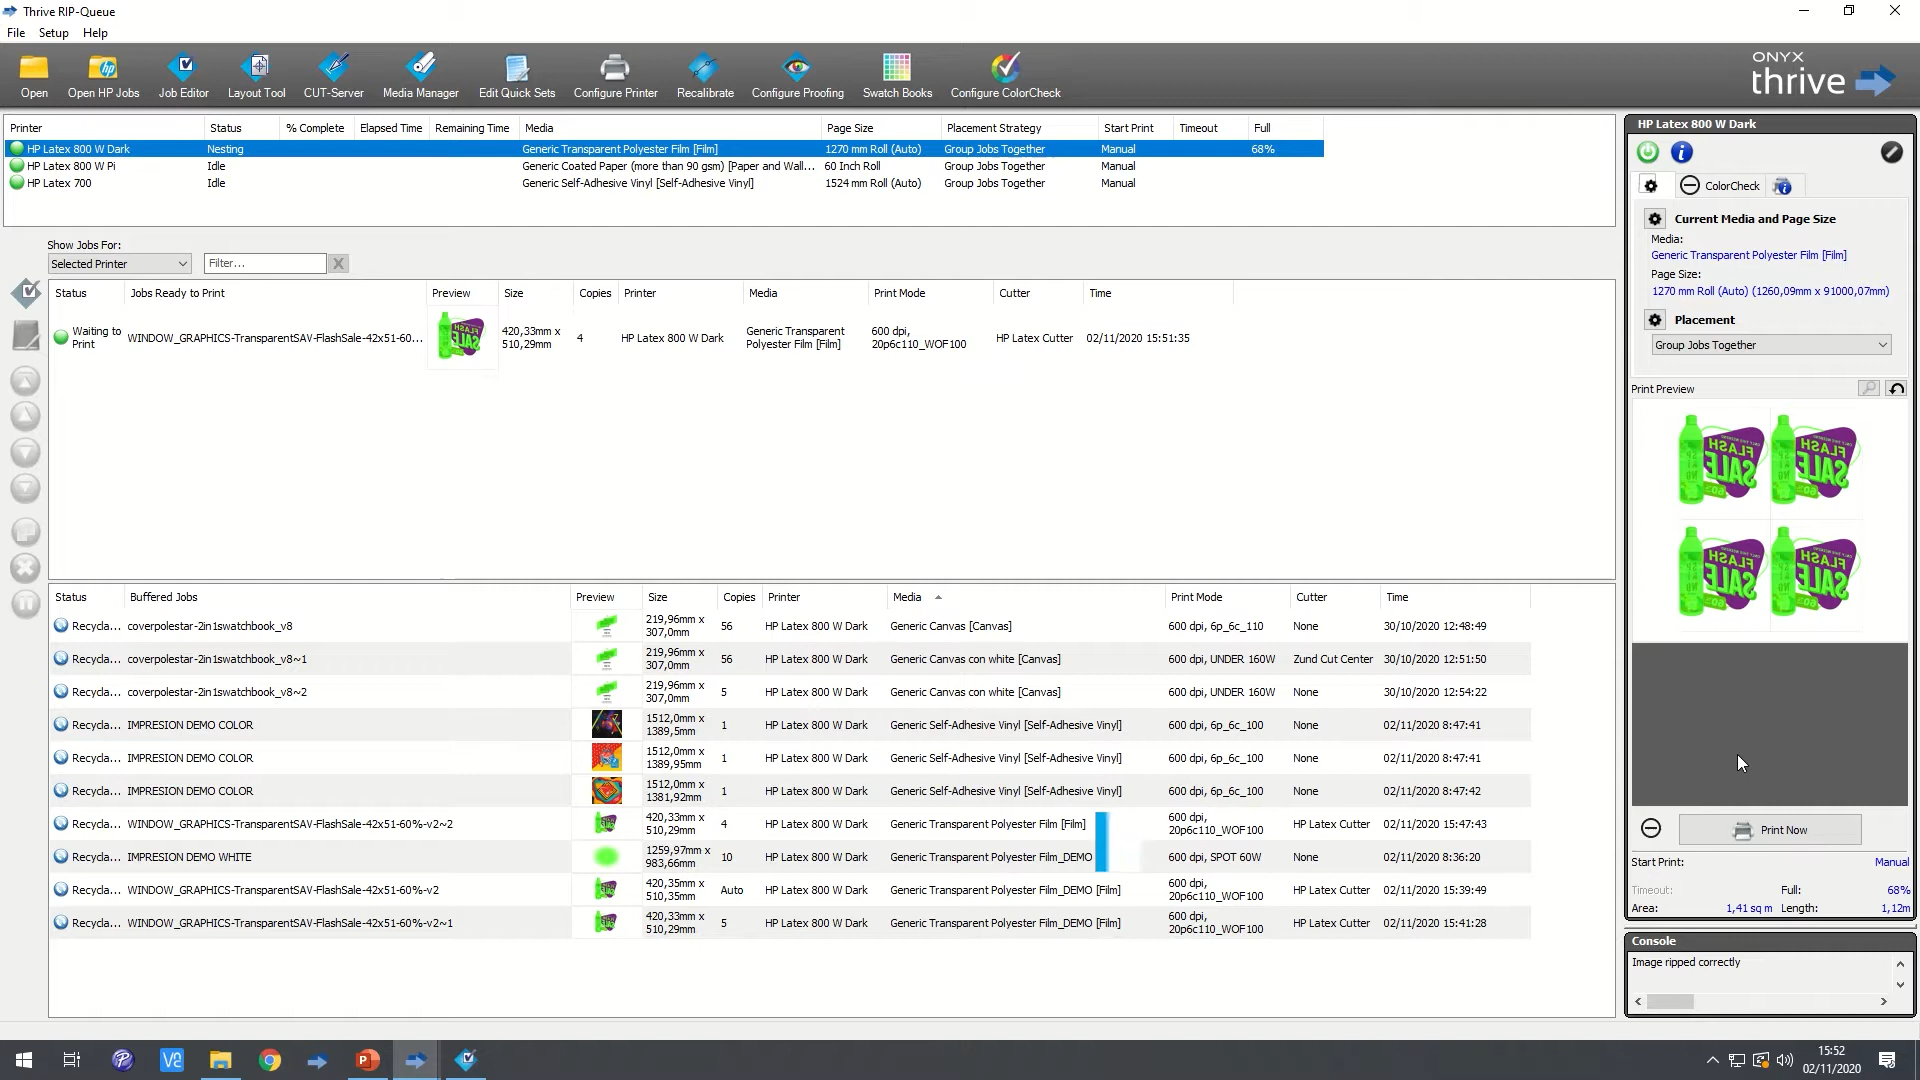 Thrive RIP-Queue
File Setup Help
Open Open HP Jobs Job Editor Layout Tool CUT-Server Media Manager Edit Quick Sets Configure Printer Recalibrate Configure Proofing Swatch Books Configure ColorCheck
ONYX
thrive
Printer Status % Complete Elapsed Time Remaining Time Media Page Size Placement Strategy Start Print Timeout Full
HP Latex 800 W Dark Nesting Generic Transparent Polyester Film [Film] 1270 mm Roll (Auto) Group Jobs Together Manual 68%
HP Latex 800 W Pi Idle Generic Coated Paper (more than 90 gsm) [Paper and Wall... 60 Inch Roll Group Jobs Together Manual
HP Latex 700 Idle Generic Self-Adhesive Vinyl [Self-Adhesive Vinyl] 1524 mm Roll (Auto) Group Jobs Together Manual
Show Jobs For:
Selected Printer Filter... X
Status Jobs Ready to Print Preview Size Copies Printer Media Print Mode Cutter Time
Waiting to Print WINDOW_GRAPHICS-TransparentSAV-FlashSale-42x51-60... 420,33mm x 510,29mm 4 HP Latex 800 W Dark Generic Transparent Polyester Film [Film] 600 dpi, 20p6c110_WOF100 HP Latex Cutter 02/11/2020 15:51:35
Status Buffered Jobs Preview Size Copies Printer Media Print Mode Cutter Time
Recycla... coverpolestar-2in1swatchbook_v8 219,96mm x 307,0mm 56 HP Latex 800 W Dark Generic Canvas [Canvas] 600 dpi, 6p_6c_110 None 30/10/2020 12:48:49
Recycla... coverpolestar-2in1swatchbook_v8~1 219,96mm x 307,0mm 56 HP Latex 800 W Dark Generic Canvas con white [Canvas] 600 dpi, UNDER 160W Zund Cut Center 30/10/2020 12:51:50
Recycla... coverpolestar-2in1swatchbook_v8~2 219,96mm x 307,0mm 5 HP Latex 800 W Dark Generic Canvas con white [Canvas] 600 dpi, UNDER 160W None 30/10/2020 12:54:22
Recycla... IMPRESION DEMO COLOR 1512,0mm x 1389,5mm 1 HP Latex 800 W Dark Generic Self-Adhesive Vinyl [Self-Adhesive Vinyl] 600 dpi, 6p_6c_100 None 02/11/2020 8:47:41
Recycla... IMPRESION DEMO COLOR 1512,0mm x 1389,95mm 1 HP Latex 800 W Dark Generic Self-Adhesive Vinyl [Self-Adhesive Vinyl] 600 dpi, 6p_6c_100 None 02/11/2020 8:47:41
Recycla... IMPRESION DEMO COLOR 1512,0mm x 1381,92mm 1 HP Latex 800 W Dark Generic Self-Adhesive Vinyl [Self-Adhesive Vinyl] 600 dpi, 6p_6c_100 None 02/11/2020 8:47:42
Recycla... WINDOW_GRAPHICS-TransparentSAV-FlashSale-42x51-60%-v2~2 420,33mm x 510,29mm 4 HP Latex 800 W Dark Generic Transparent Polyester Film [Film] 600 dpi, 20p6c110_WOF100 HP Latex Cutter 02/11/2020 15:47:43
Recycla... IMPRESION DEMO WHITE 1259,97mm x 983,66mm 10 HP Latex 800 W Dark Generic Transparent Polyester Film_DEMO 600 dpi, SPOT 60W None 02/11/2020 8:36:20
Recycla... WINDOW_GRAPHICS-TransparentSAV-FlashSale-42x51-60%-v2 420,35mm x 510,35mm Auto HP Latex 800 W Dark Generic Transparent Polyester Film_DEMO [Film] 600 dpi, 20p6c110_WOF100 HP Latex Cutter 02/11/2020 15:39:49
Recycla... WINDOW_GRAPHICS-TransparentSAV-FlashSale-42x51-60%-v2~1 420,33mm x 510,29mm 5 HP Latex 800 W Dark Generic Transparent Polyester Film_DEMO [Film] 600 dpi, 20p6c110_WOF100 HP Latex Cutter 02/11/2020 15:41:28
HP Latex 800 W Dark
ColorCheck
Current Media and Page Size
Media:
Generic Transparent Polyester Film [Film]
Page Size:
1270 mm Roll (Auto) (1260,09mm x 91000,07mm)
Placement
Group Jobs Together
Print Preview
FLASH SALE FLASH SALE
FLASH SALE FLASH SALE
Print Now
Start Print: Manual
Timeout: Full: 68%
Area: 1,41 sq m Length: 1,12m
Console
Image ripped correctly
15:52
02/11/2020